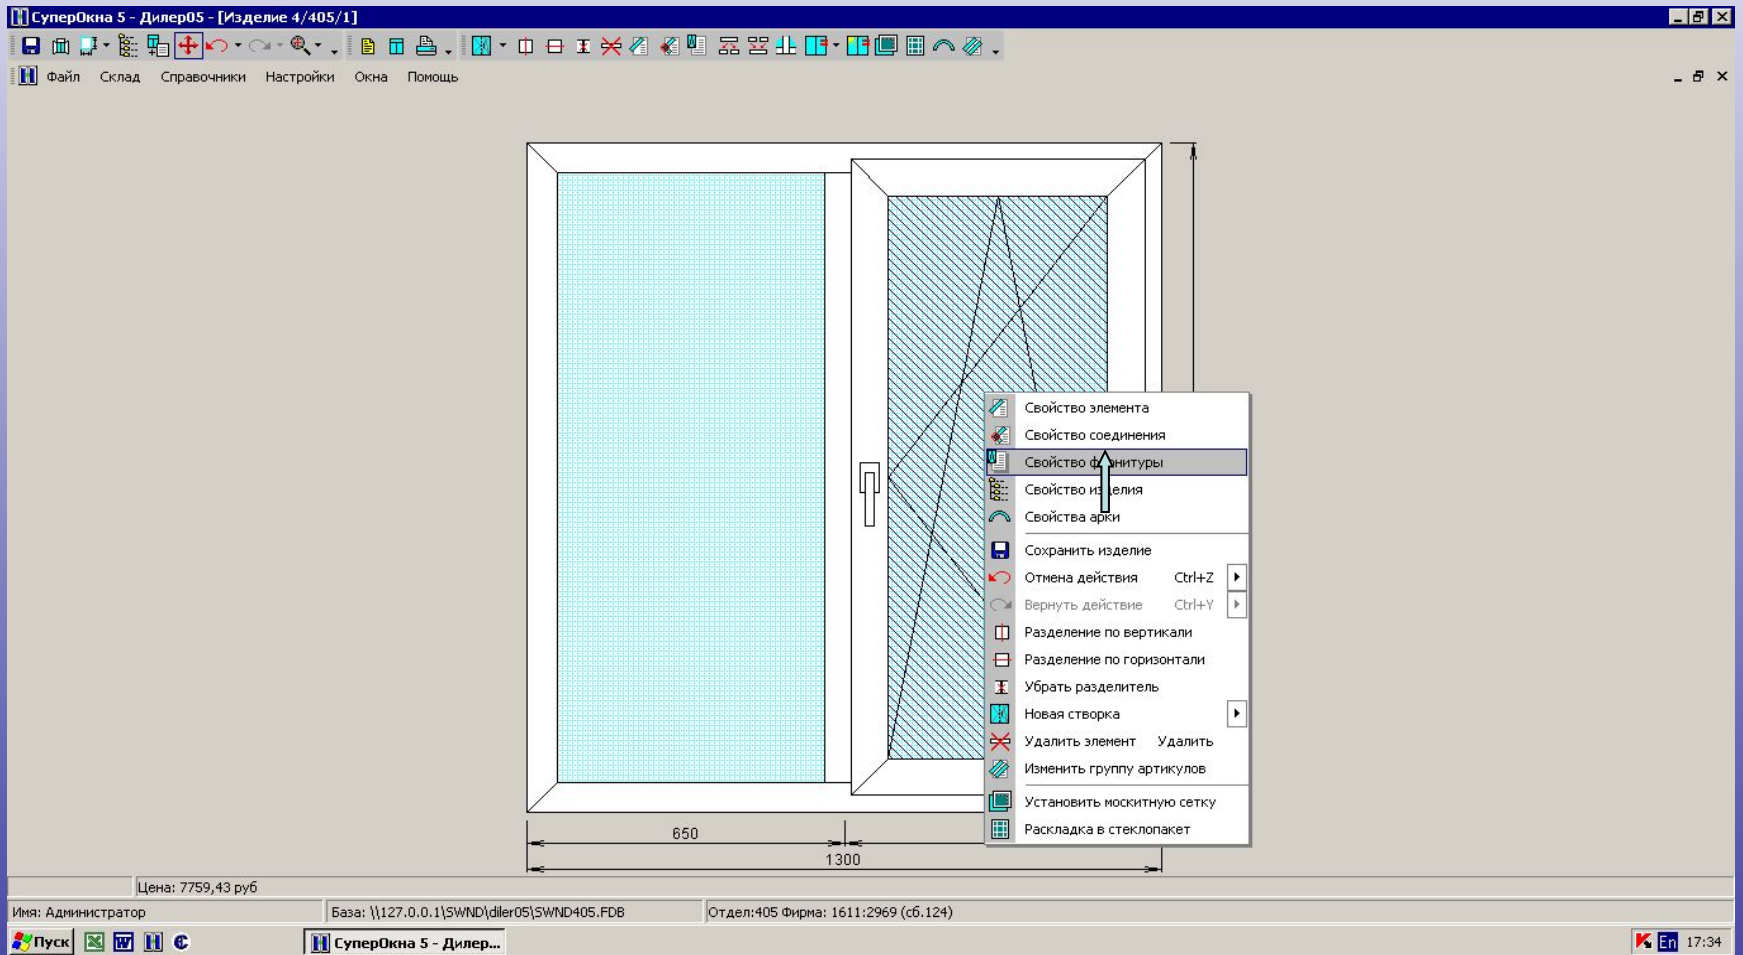 СуперОкна 5 - Дилер05 - [Изделие 4/405/1]
Файл Склад Справочники Настройки Окна Помощь
Свойство элемента
Свойство соединения
Свойство фурнитуры
Свойство изделия
Свойства арки
Сохранить изделие
Отмена действия Ctrl+Z
Вернуть действие Ctrl+Y
Разделение по вертикали
Разделение по горизонтали
Убрать разделитель
Новая створка
Удалить элемент Удалить
Изменить группу артикулов
Установить москитную сетку
Раскладка в стеклопакет
650
1300
Цена: 7759,43 руб
Имя: Администратор База: \\127.0.0.1\SWND\diler05\SWND405.FDB Отдел:405 Фирма: 1611:2969 (сб.124)
Пуск СуперОкна 5 - Дилер... En 17:34